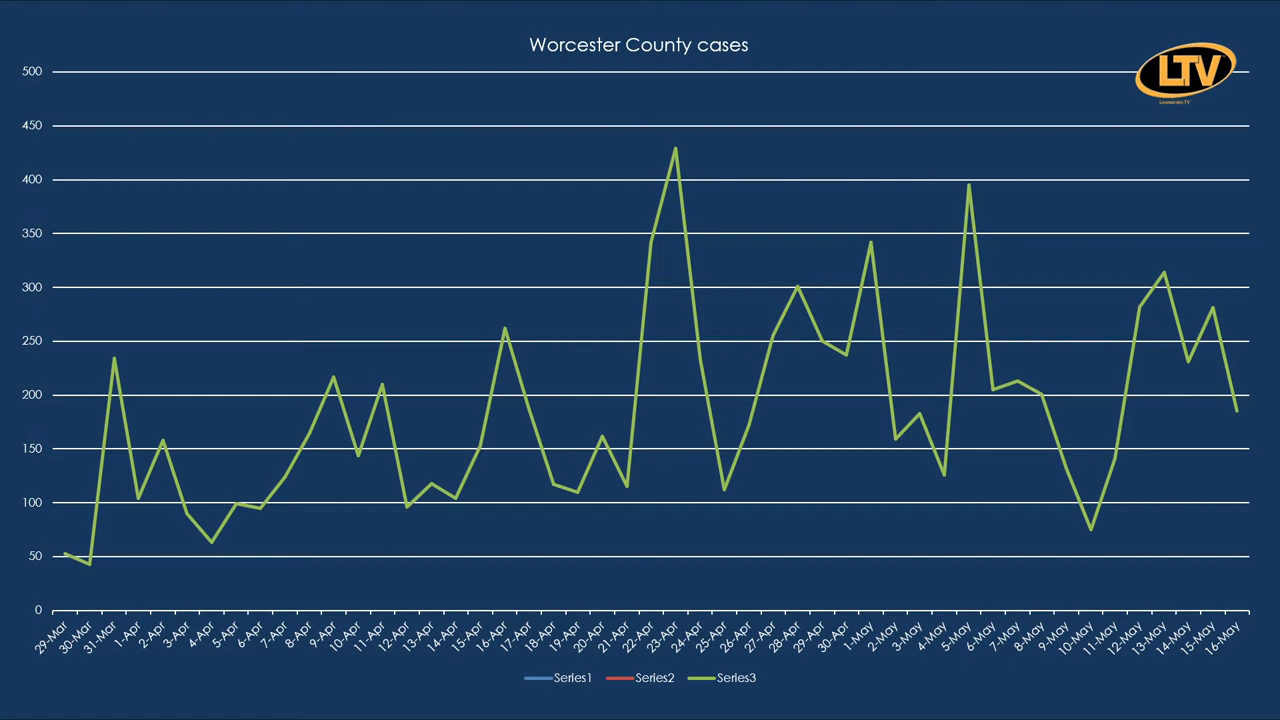 Worcester County cases
LTV
Leominster.TV
500
450
400
350
300
250
200
150
100
50
0
29-Mar
30-Mar
31-Mar
1-Apr
2-Apr
3-Apr
4-Apr
5-Apr
6-Apr
7-Apr
8-Apr
9-Apr
10-Apr
11-Apr
12-Apr
13-Apr
14-Apr
15-Apr
16-Apr
17-Apr
18-Apr
19-Apr
20-Apr
21-Apr
22-Apr
23-Apr
24-Apr
25-Apr
26-Apr
27-Apr
28-Apr
29-Apr
30-Apr
1-May
2-May
3-May
4-May
5-May
6-May
7-May
8-May
9-May
10-May
11-May
12-May
13-May
14-May
15-May
16-May
Series1 Series2 Series3